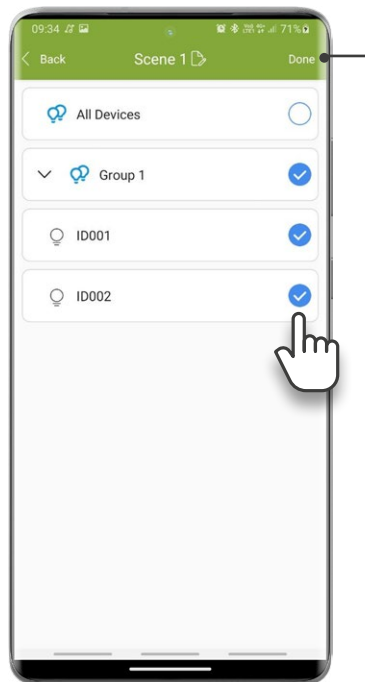 09:34 71%
Back Scene 1 Done
All Devices
Group 1
ID001
ID002